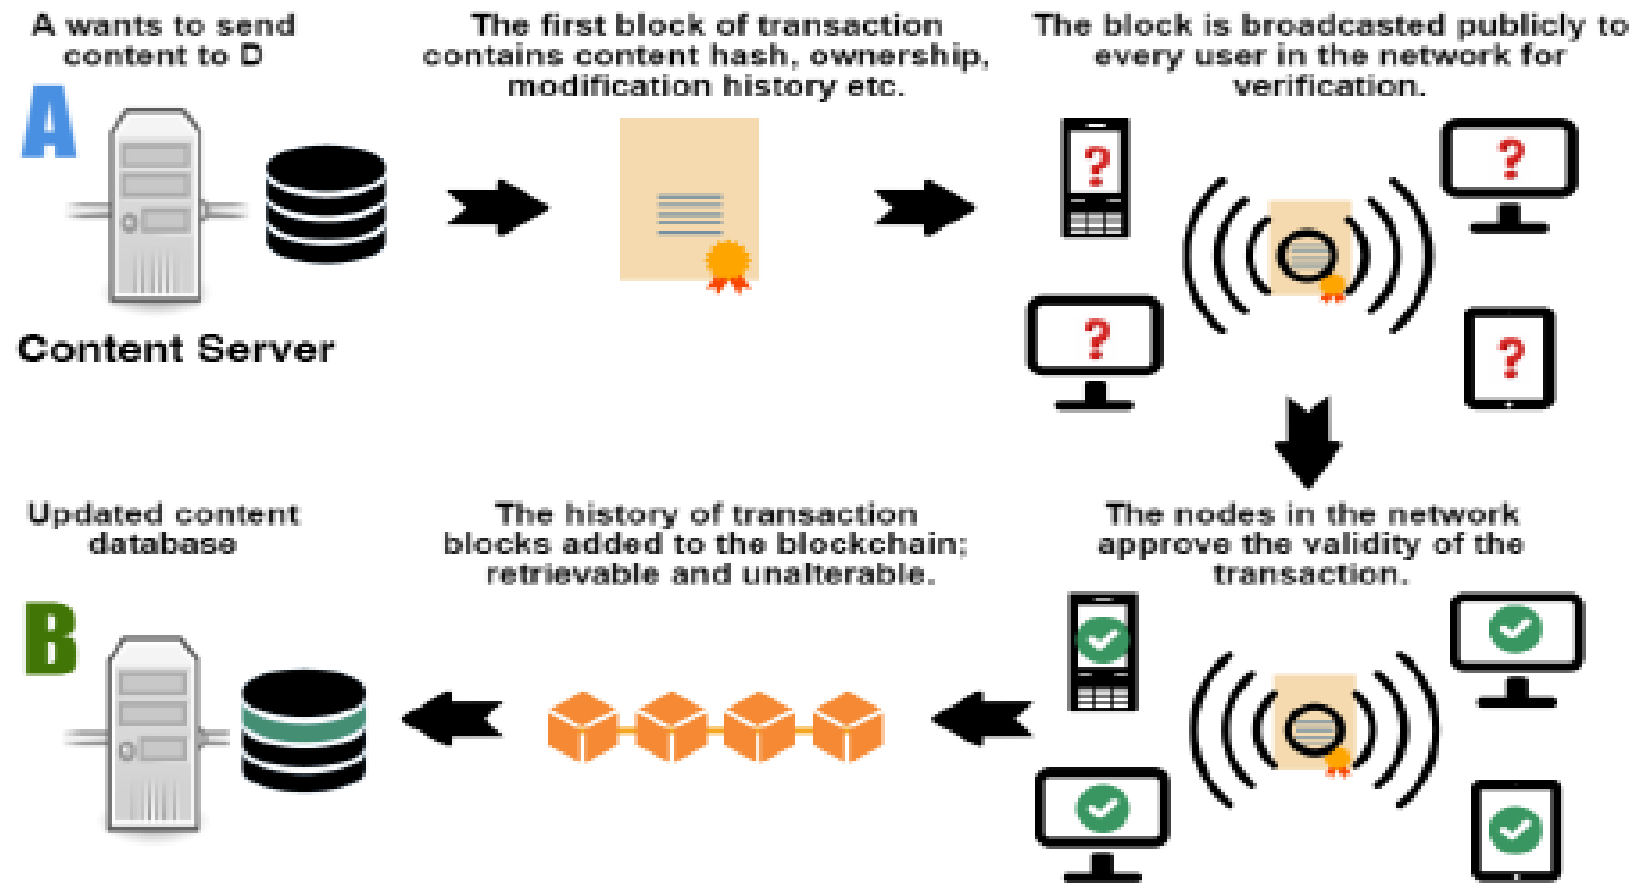 A wants to send
content to D
The first block of transaction
contains content hash, ownership,
modification history etc.
The block is broadcasted publicly to
every user in the network for
verification.
A
?
?
?
?
Content Server
Updated content
database
The history of transaction
blocks added to the blockchain;
retrievable and unalterable.
The nodes in the network
approve the validity of the
transaction.
B